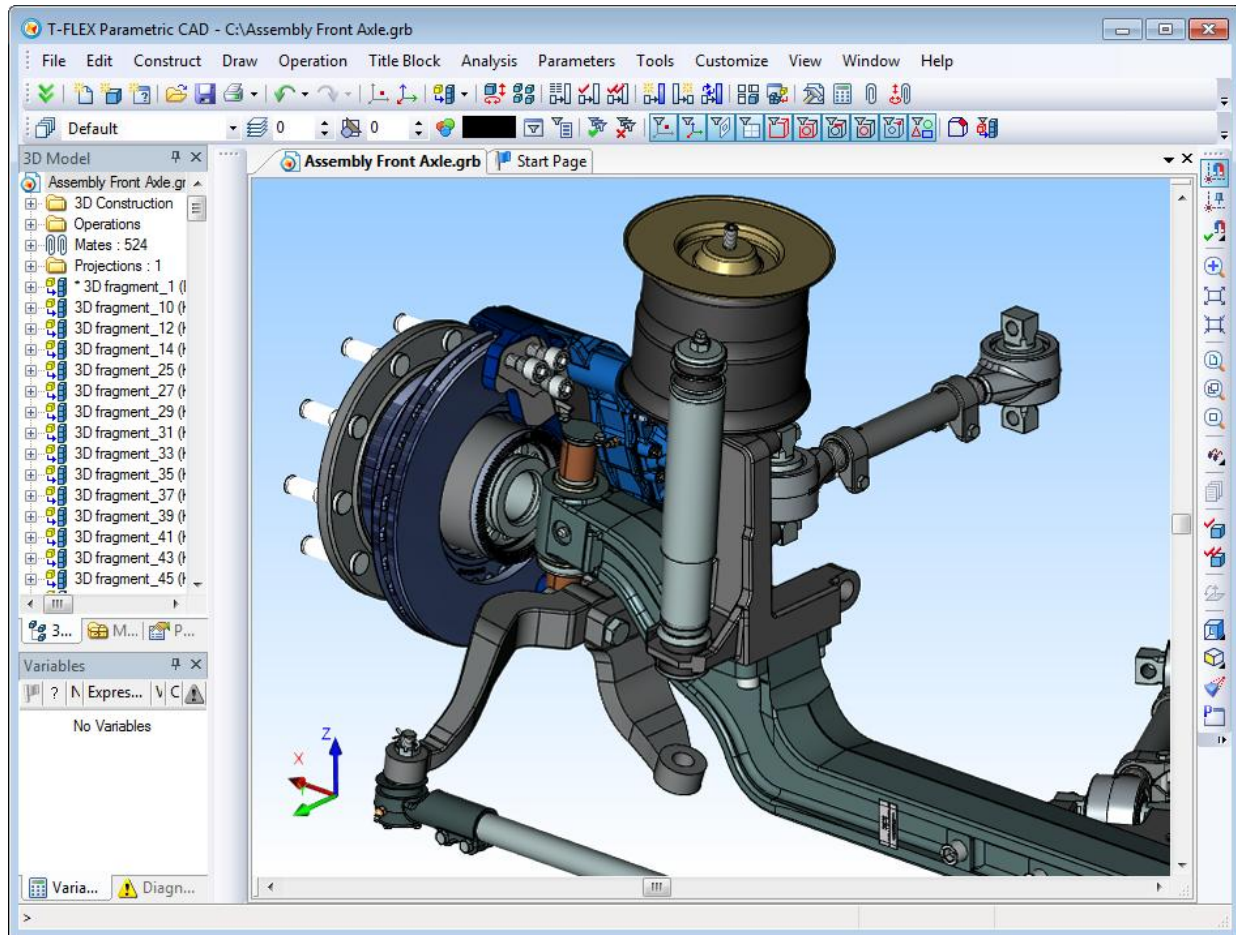 T-FLEX Parametric CAD - C:\Assembly Front Axle.grb
File Edit Construct Draw Operation Title Block Analysis Parameters Tools Customize View Window Help
Default 0 0
3D Model
Assembly Front Axle.grb Start Page
Assembly Front Axle.gr
3D Construction
Operations
Mates : 524
Projections : 1
* 3D fragment_1 (I
3D fragment_10 (H
3D fragment_12 (H
3D fragment_14 (H
3D fragment_25 (H
3D fragment_27 (H
3D fragment_29 (H
3D fragment_31 (H
3D fragment_33 (H
3D fragment_35 (H
3D fragment_37 (H
3D fragment_39 (H
3D fragment_41 (H
3D fragment_43 (H
3D fragment_45 (H
3... M... P...
Variables
? N Expres... V C
No Variables
Z
X
Varia... Diagn...
>